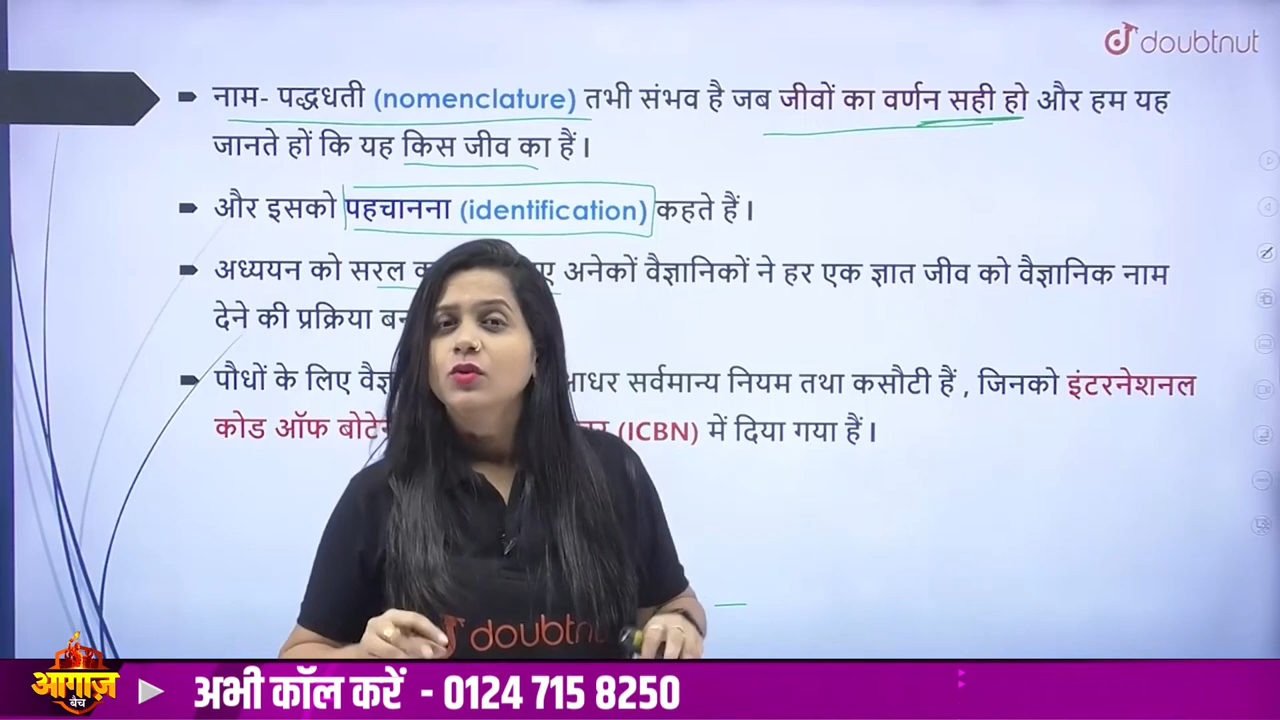 doubtnut
नाम- पद्धधती (nomenclature) तभी संभव है जब जीवों का वर्णन सही हो और हम यह
जानते हों कि यह किस जीव का हैं।
और इसको पहचानना (identification) कहते हैं।
अध्ययन को सरल अनेकों वैज्ञानिकों ने हर एक ज्ञात जीव को वैज्ञानिक नाम
देने की प्रक्रिया
पौधों के लिए आधर सर्वमान्य नियम तथा कसौटी हैं , जिनको इंटरनेशनल
कोड ऑफ (ICBN) में दिया गया हैं।
doubtnut
आगाज़
बैच
अभी कॉल करें - 0124 715 8250